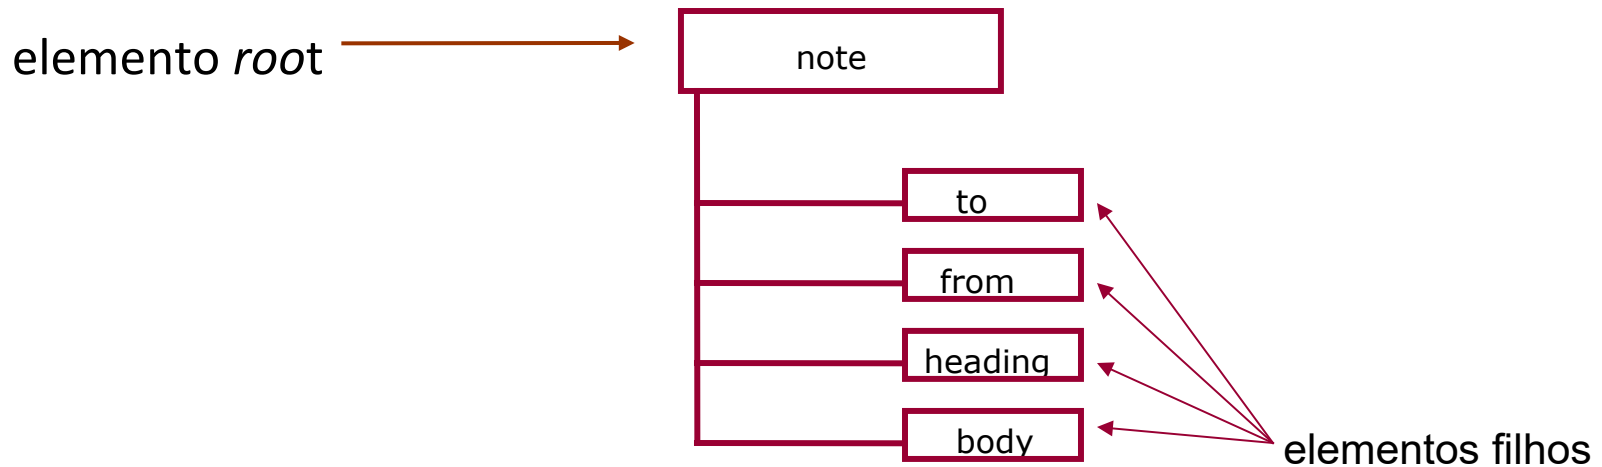 elemento root
note
to
from
heading
body
elementos filhos